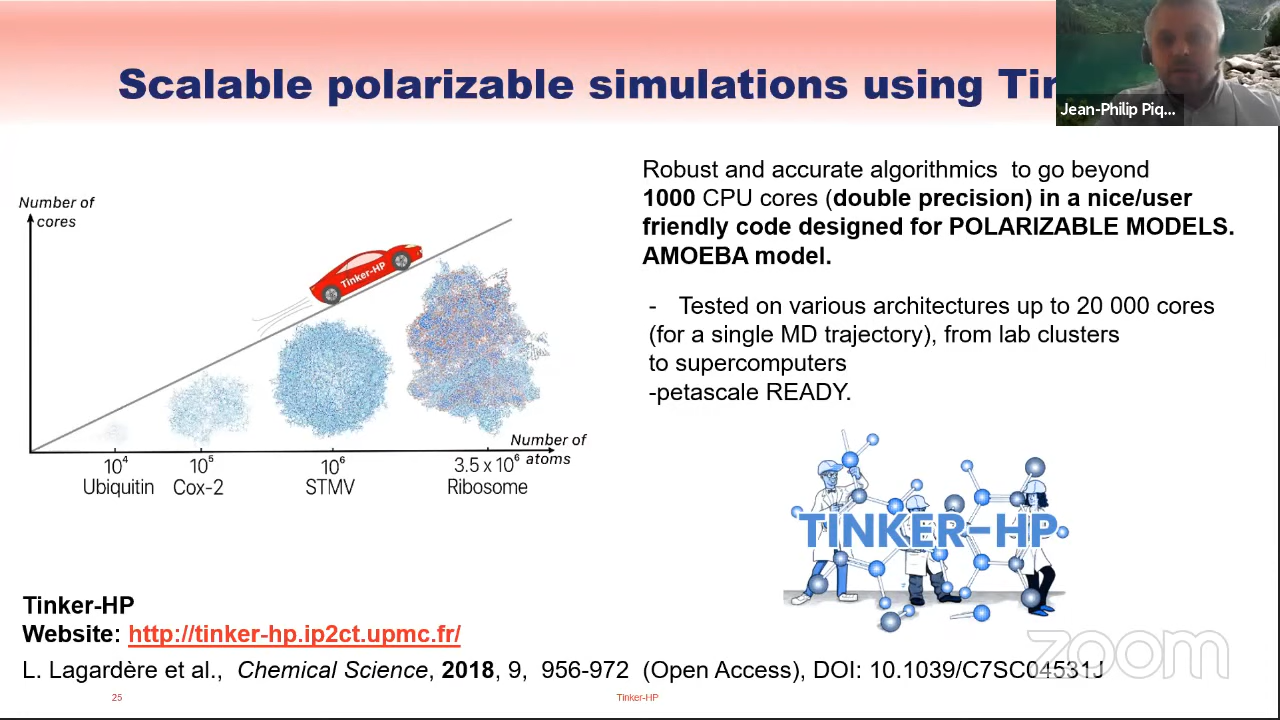 Scalable polarizable simulations using
Jean-Philip Piq...
Number of
cores
Tinker-HP
Number of
atoms
10⁴
10⁵
10⁶
3.5 x 10⁶
Ubiquitin
Cox-2
STMV
Ribosome
Robust and accurate algorithmics to go beyond
1000 CPU cores (double precision) in a nice/user
friendly code designed for POLARIZABLE MODELS.
AMOEBA model.
- Tested on various architectures up to 20 000 cores
(for a single MD trajectory), from lab clusters
to supercomputers
-petascale READY.
TINKER-HP
Tinker-HP
Website: http://tinker-hp.ip2ct.upmc.fr/
L. Lagardère et al., Chemical Science, 2018, 9, 956-972 (Open Access), DOI: 10.1039/C7SC04531J
zoom
25
Tinker-HP